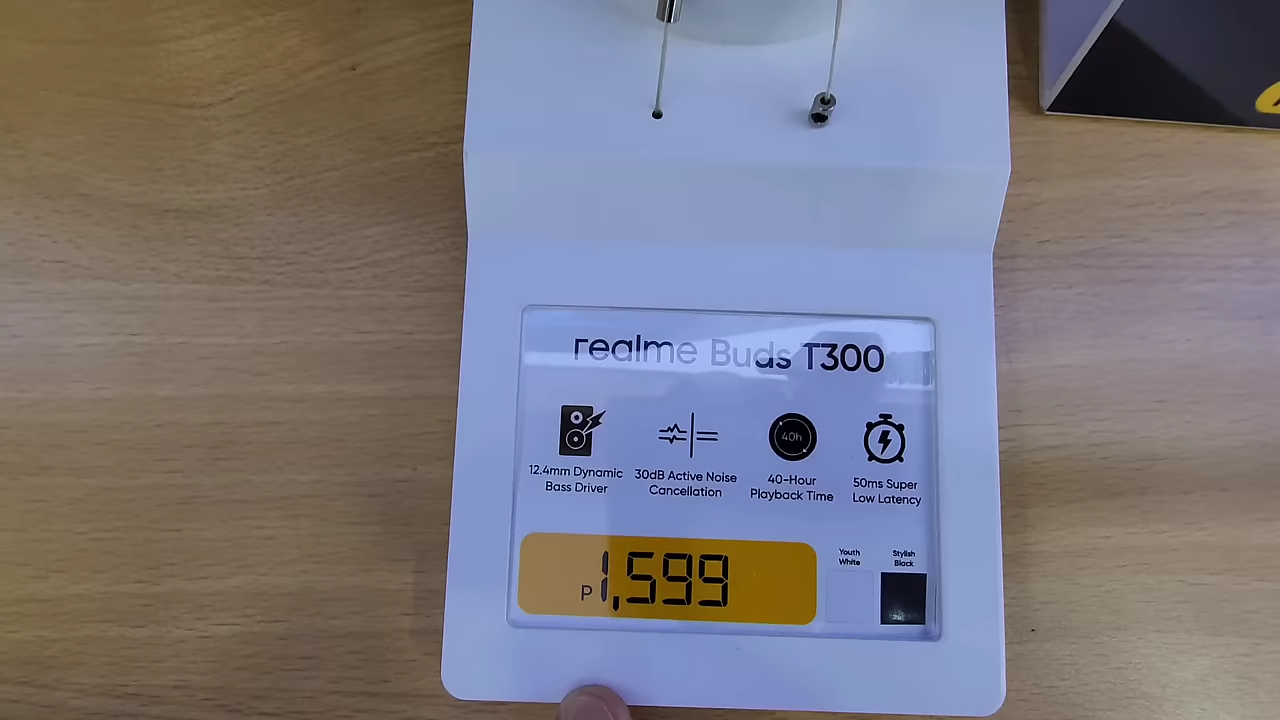 realme Buds T300
40h
12.4mm Dynamic
Bass Driver
30dB Active Noise
Cancellation
40-Hour
Playback Time
50ms Super
Low Latency
P1,599
Youth
White
Stylish
Black